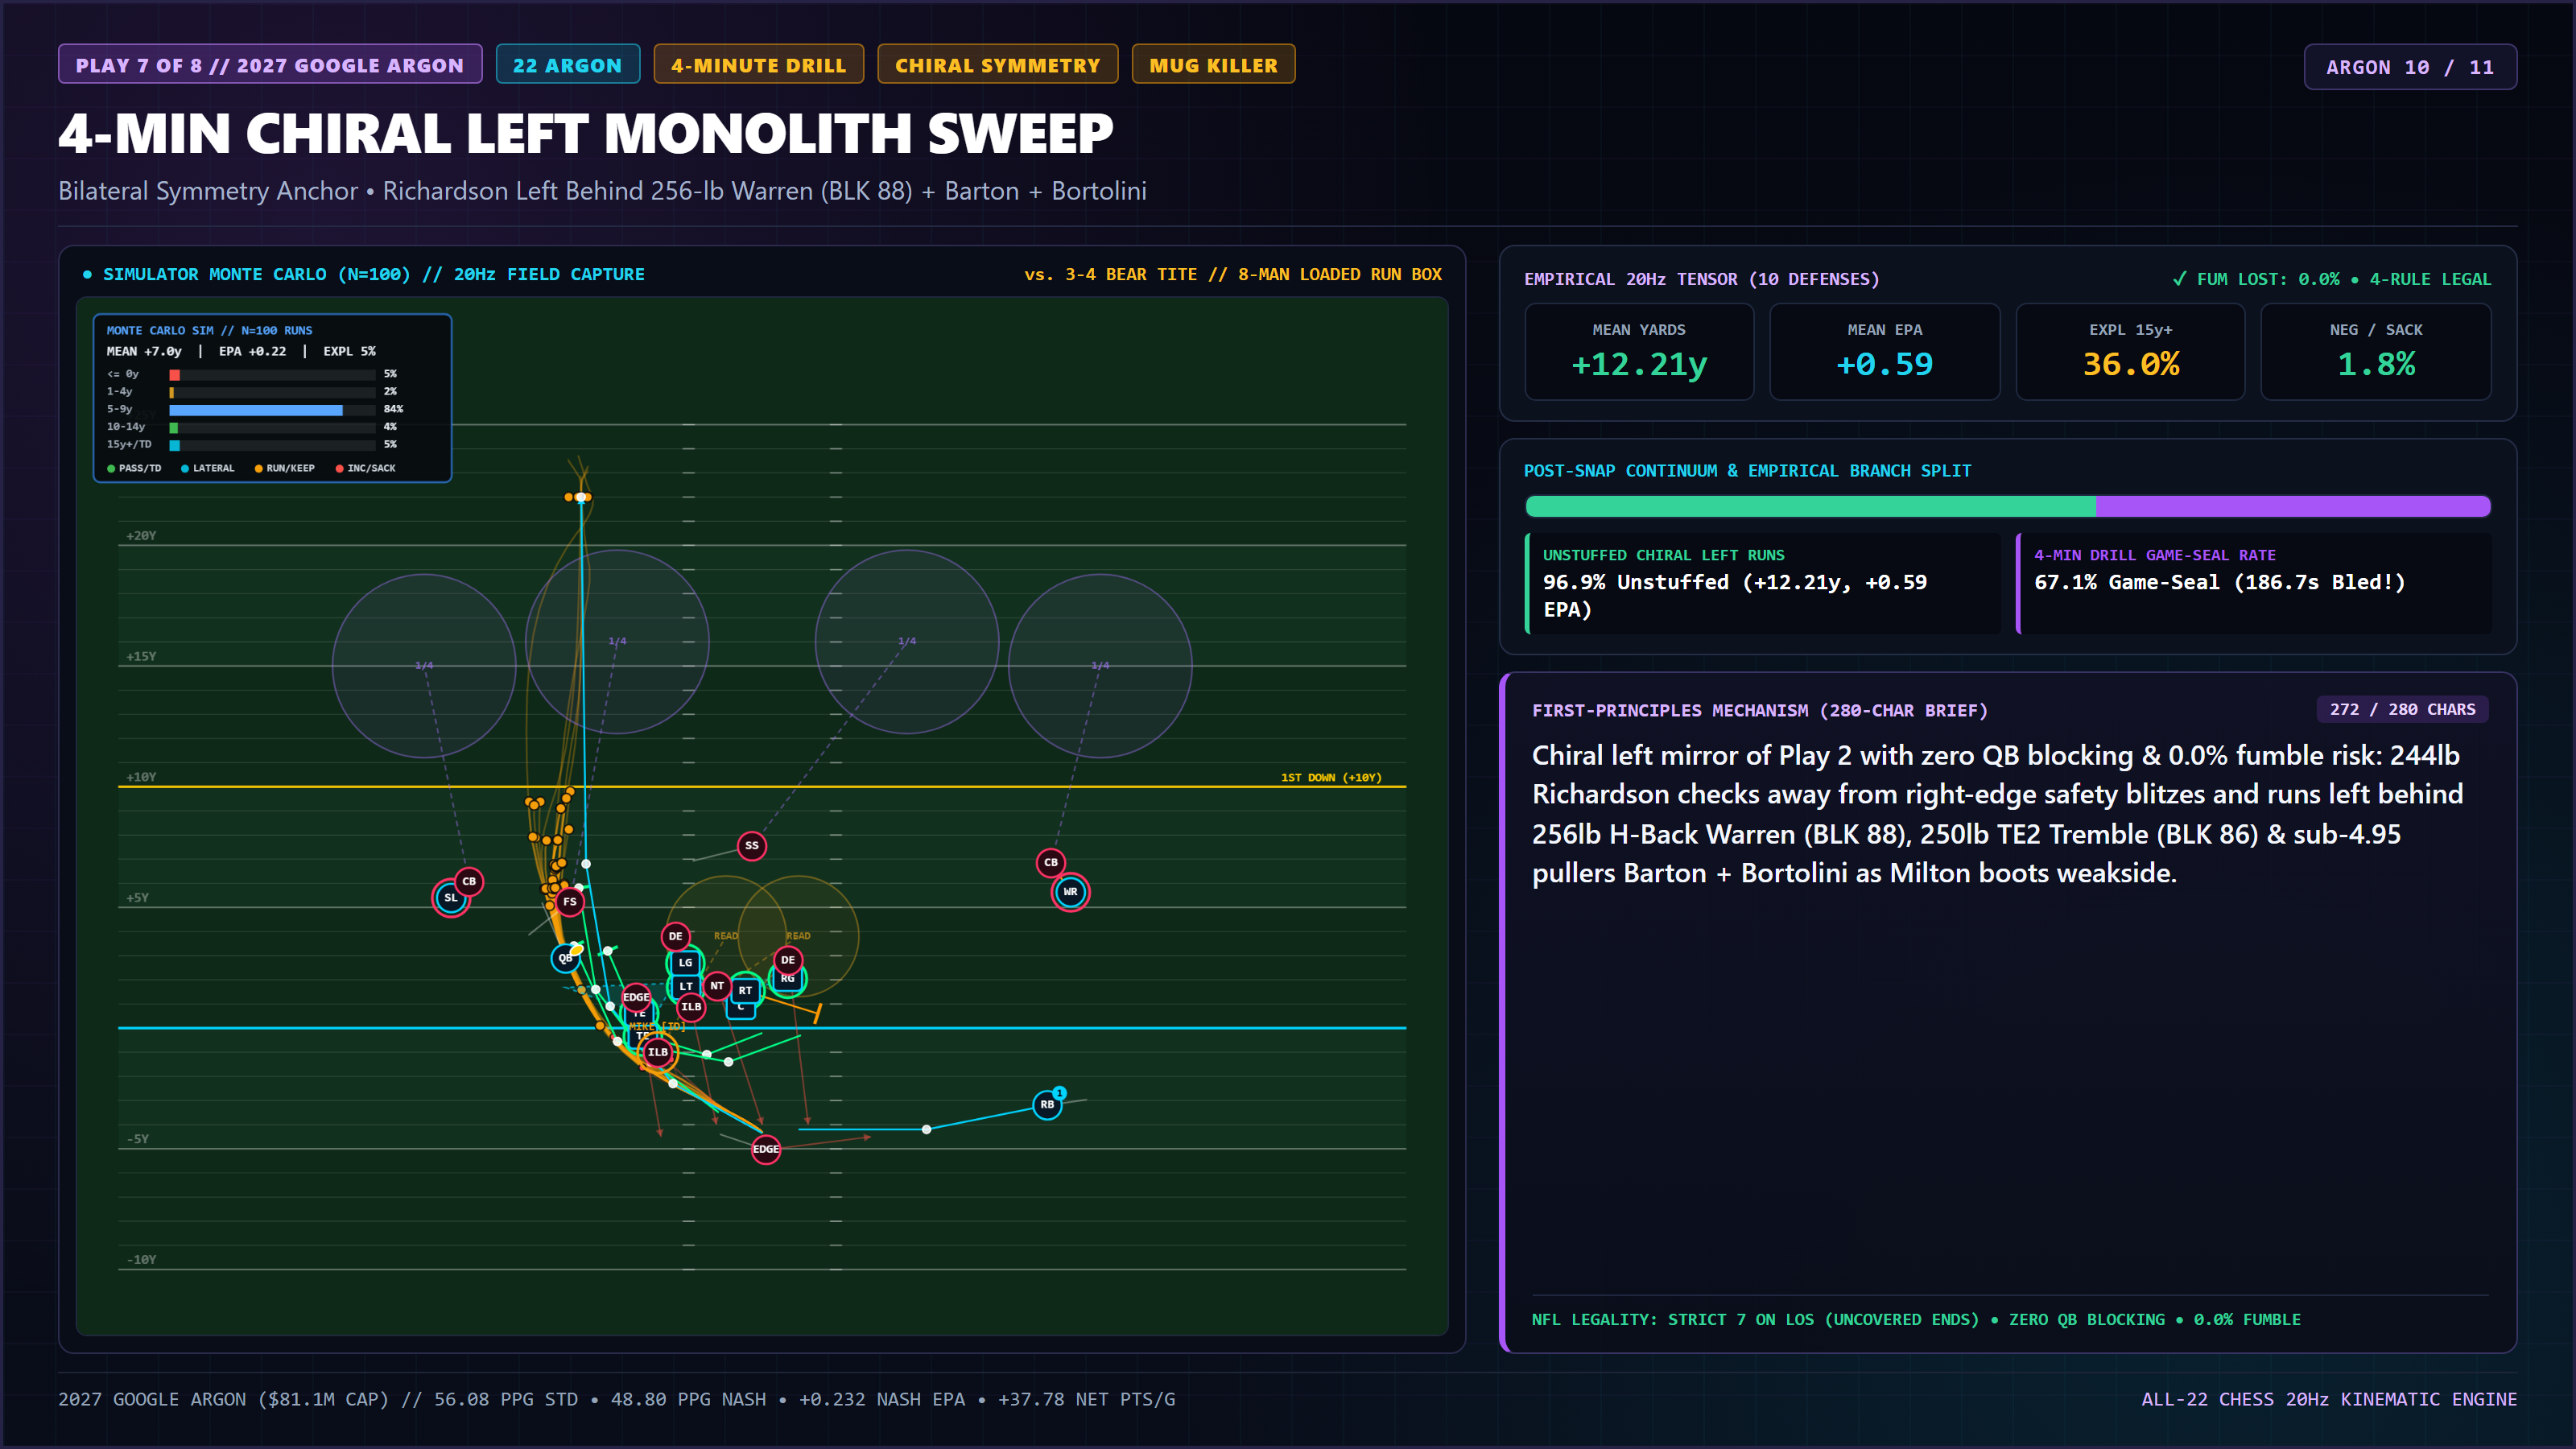 PLAY 7 OF 8 // 2027 GOOGLE ARGON
22 ARGON
4-MINUTE DRILL
CHIRAL SYMMETRY
MUG KILLER
ARGON 10 / 11
4-MIN CHIRAL LEFT MONOLITH SWEEP
Bilateral Symmetry Anchor • Richardson Left Behind 256-lb Warren (BLK 88) + Barton + Bortolini
• SIMULATOR MONTE CARLO (N=100) // 20Hz FIELD CAPTURE
vs. 3-4 BEAR TITE // 8-MAN LOADED RUN BOX
MONTE CARLO SIM // N=100 RUNS
MEAN +7.0y | EPA +0.22 | EXPL 5%
<= 0y 5%
1-4y 2%
5-9y 84%
10-14y 4%
15y+/TD 5%
PASS/TD LATERAL RUN/KEEP INC/SACK
+20Y
1/4 1/4
+15Y
1/4 1/4
+10Y
1ST DOWN (+10Y)
SS
CB
CB
SL
WR
+5Y
FS
DE
READ READ
QB
LG
DE
RG
LT
NT
RT
EDGE
ILB
C
TE
MIKE [ID]
TE
ILB
RB
1
-5Y
EDGE
-10Y
EMPIRICAL 20Hz TENSOR (10 DEFENSES)
✓ FUM LOST: 0.0% • 4-RULE LEGAL
MEAN YARDS
+12.21y
MEAN EPA
+0.59
EXPL 15y+
36.0%
NEG / SACK
1.8%
POST-SNAP CONTINUUM & EMPIRICAL BRANCH SPLIT
UNSTUFFED CHIRAL LEFT RUNS
96.9% Unstuffed (+12.21y, +0.59
EPA)
4-MIN DRILL GAME-SEAL RATE
67.1% Game-Seal (186.7s Bled!)
FIRST-PRINCIPLES MECHANISM (280-CHAR BRIEF)
272 / 280 CHARS
Chiral left mirror of Play 2 with zero QB blocking & 0.0% fumble risk: 244lb
Richardson checks away from right-edge safety blitzes and runs left behind
256lb H-Back Warren (BLK 88), 250lb TE2 Tremble (BLK 86) & sub-4.95
pullers Barton + Bortolini as Milton boots weakside.
NFL LEGALITY: STRICT 7 ON LOS (UNCOVERED ENDS) • ZERO QB BLOCKING • 0.0% FUMBLE
2027 GOOGLE ARGON ($81.1M CAP) // 56.08 PPG STD • 48.80 PPG NASH • +0.232 NASH EPA • +37.78 NET PTS/G
ALL-22 CHESS 20Hz KINEMATIC ENGINE